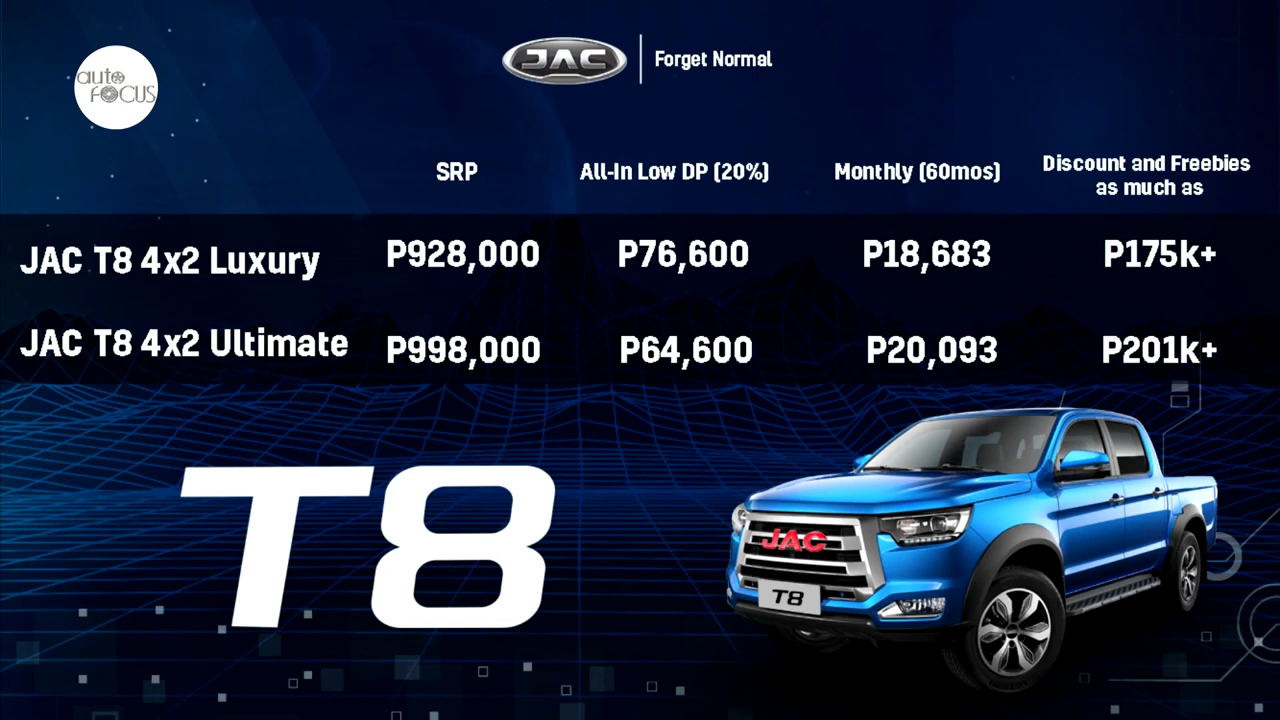 auto
FOCUS
JAC
Forget Normal
SRP
All-In Low DP (20%)
Monthly (60mos)
Discount and Freebies
as much as
JAC T8 4x2 Luxury
P928,000
P76,600
P18,683
P175k+
JAC T8 4x2 Ultimate
P998,000
P64,600
P20,093
P201k+
T8
JAC
T8